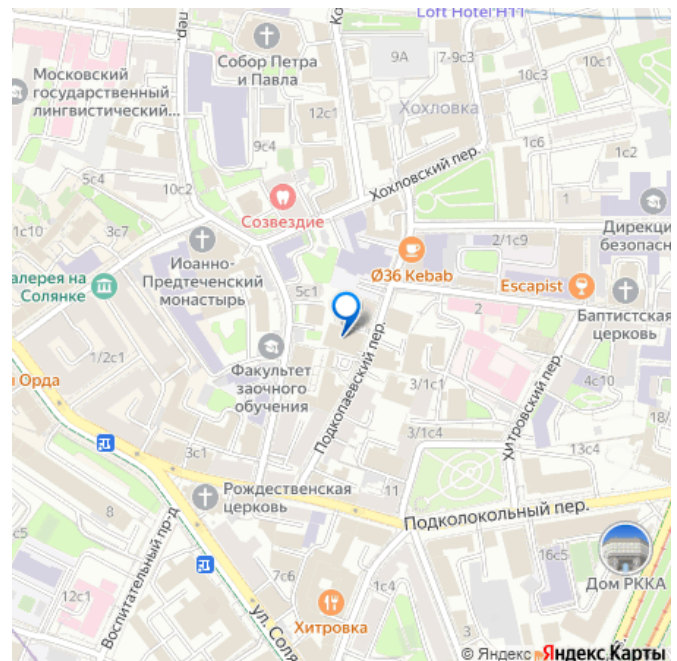 Loft Hotel'H11
Собор Петра
и Павла
9А
7-9с3
10с3
10с1
Московский
государственный
лингвистический...
12с1
Хохловка
9с4
1с6
1с2
5с4
10с2
Хохловский пер.
1
Созвездие
1с10
3с7
Иоанно-
Предтеченский
монастырь
2/1с9
Дирекци
безопасн
Ø36 Kebab
алерея на
Солянке
5с1
Escapist
2
Баптистская
церковь
1/2с1
Факультет
заочного
обучения
Подкопаевский пер.
3/1с1
Хитровский пер.
4с10
Орда
18/
3/1с4
13с4
3с1
Рождественская
церковь
11
Подколокольный пер.
8
Воспитательный пр-д
16с5
7с6
1с4
Дом РККА
12с1
ул. Соля
Хитровка
© Яндекс
Яндекс Карты